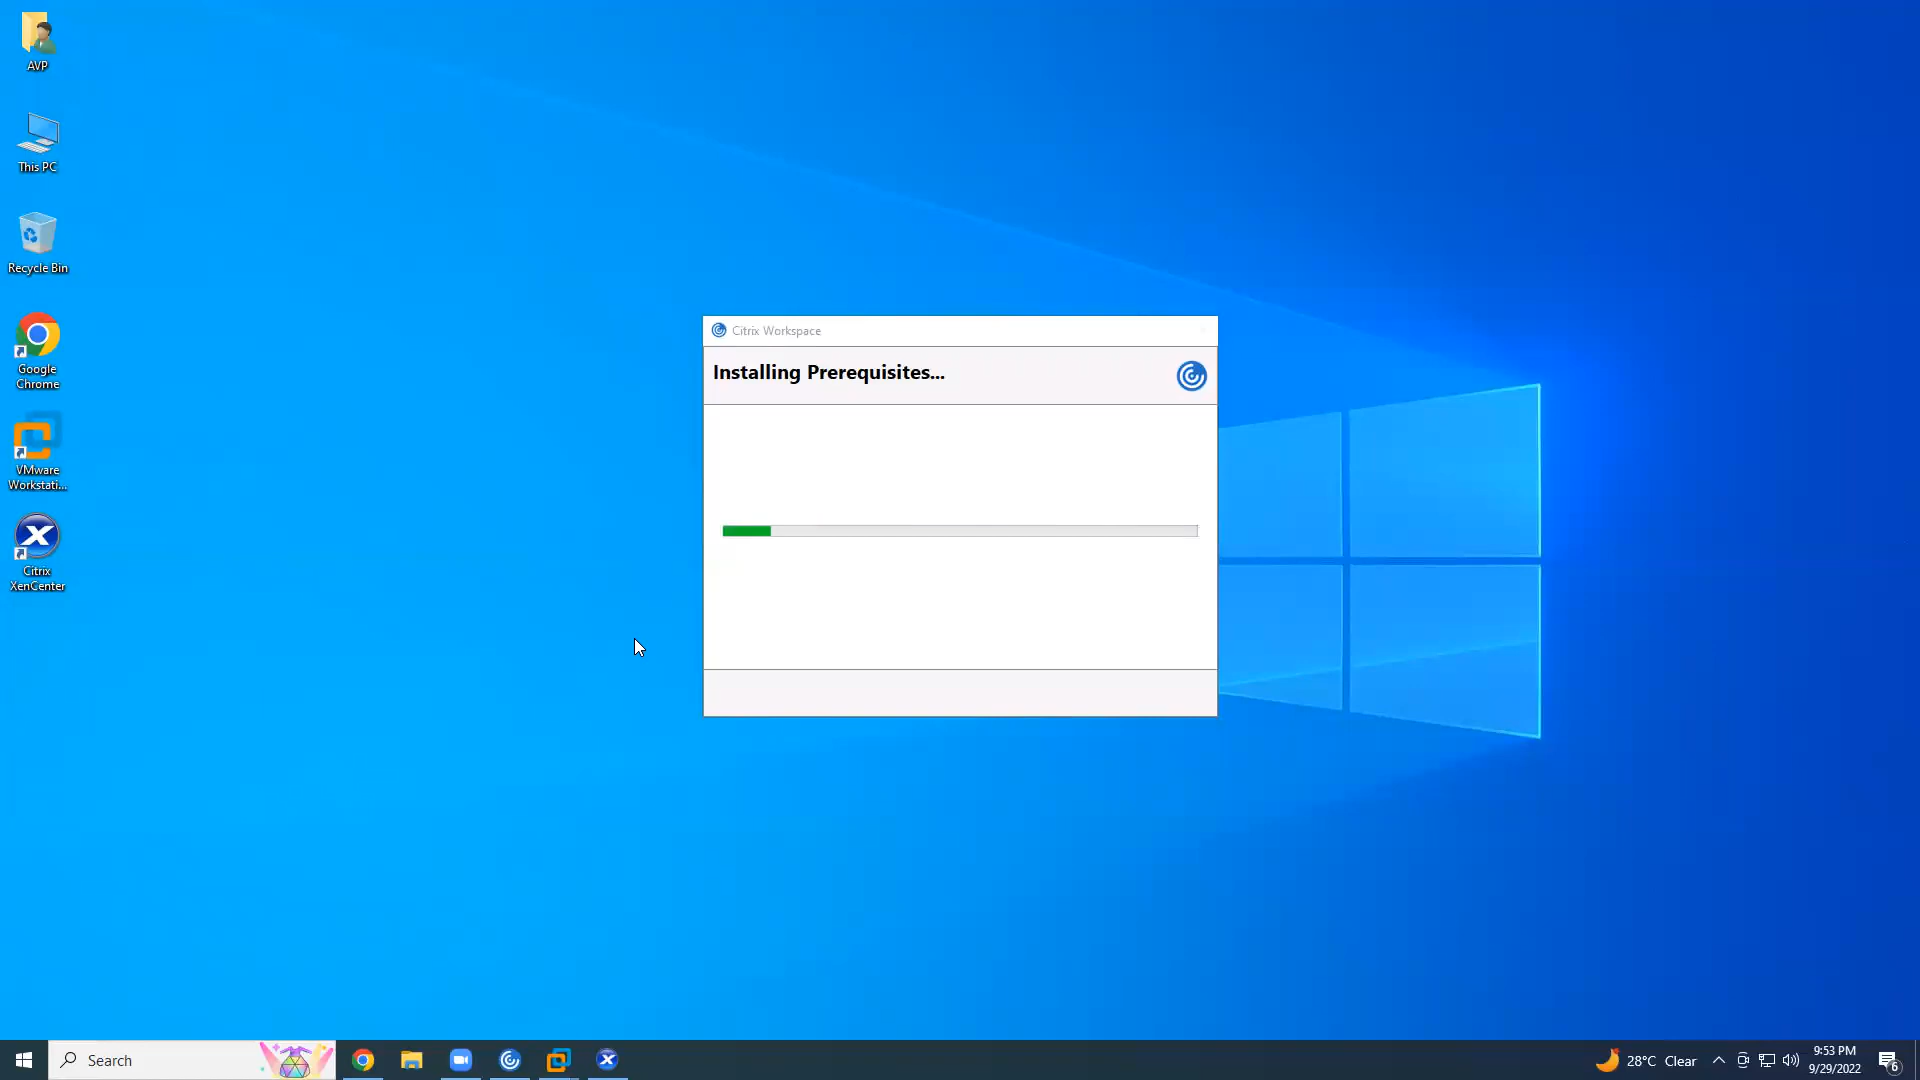 AVP
This PC
Recycle Bin
Google
Chrome
VMware
Workstati...
Citrix
XenCenter
Citrix Workspace
Installing Prerequisites...
Search
28°C Clear
9:53 PM
9/29/2022
6